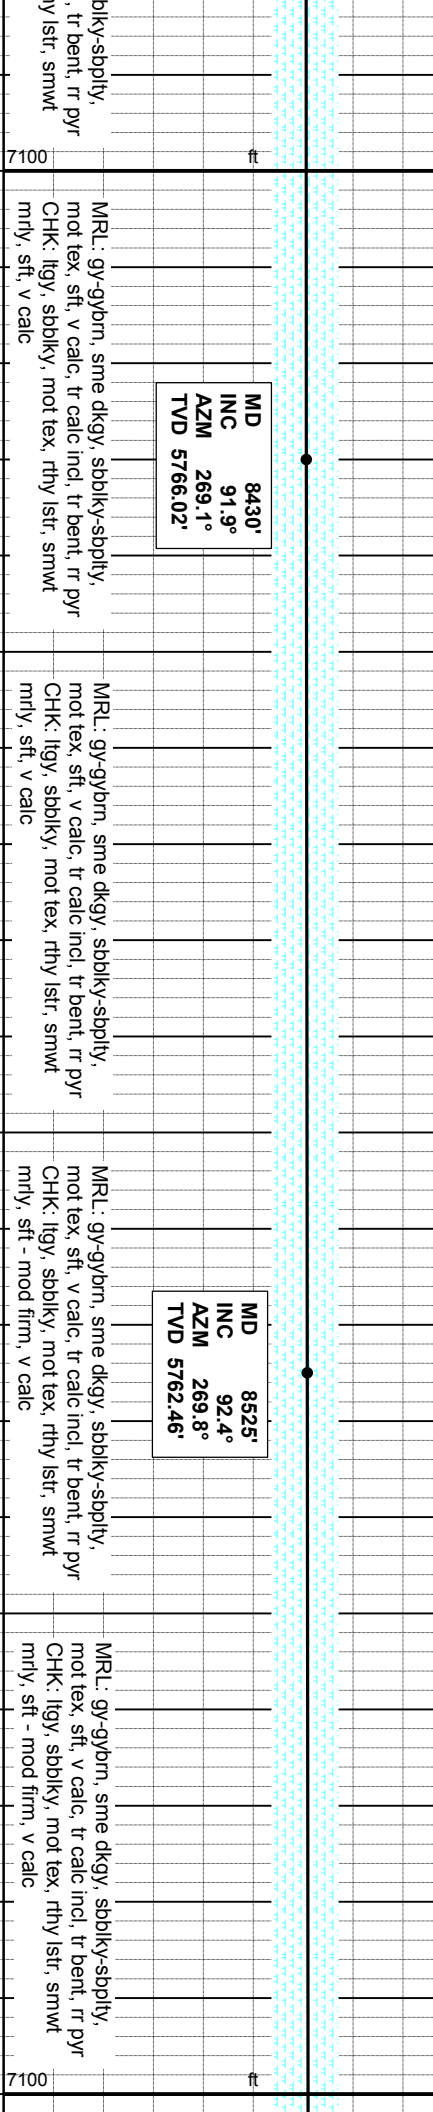 blky-sbplty,
, tr bent, rr pyr
hy lstr, smwt
7100 ft
MRL: gy-gybrn, sme dkgy, sbblky-sbplty,
mot tex, sft, v calc, tr calc incl, tr bent, rr pyr
CHK: ltgy, sbblky, mot tex, rthy lstr, smwt
mrly, sft, v calc
MD 8430'
INC 91.9°
AZM 269.1°
TVD 5766.02'
MRL: gy-gybrn, sme dkgy, sbblky-sbplty,
mot tex, sft, v calc, tr calc incl, tr bent, rr pyr
CHK: ltgy, sbblky, mot tex, rthy lstr, smwt
mrly, sft, v calc
MRL: gy-gybrn, sme dkgy, sbblky-sbplty,
mot tex, sft, v calc, tr calc incl, tr bent, rr pyr
CHK: ltgy, sbblky, mot tex, rthy lstr, smwt
mrly, sft - mod firm, v calc
MD 8525'
INC 92.4°
AZM 269.8°
TVD 5762.46'
MRL: gy-gybrn, sme dkgy, sbblky-sbplty,
mot tex, sft, v calc, tr calc incl, tr bent, rr pyr
CHK: ltgy, sbblky, mot tex, rthy lstr, smwt
mrly, sft - mod firm, v calc
7100 ft